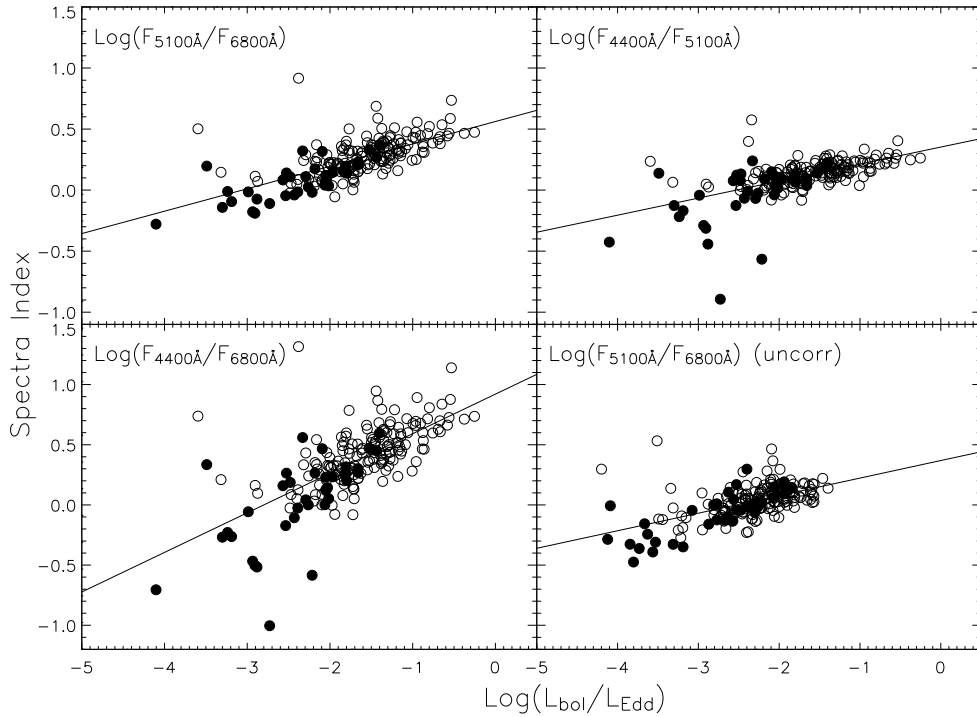 Log(F5100Å/F6800Å)
Log(F4400Å/F5100Å)
1.5
1.0
0.5
0.0
−0.5
−1.0
Log(F4400Å/F6800Å)
Log(F5100Å/F6800Å) (uncorr)
1.5
1.0
0.5
0.0
−0.5
−1.0
Spectra Index
−5 −4 −3 −2 −1 0 −5 −4 −3 −2 −1 0
Log(Lbol/LEdd)